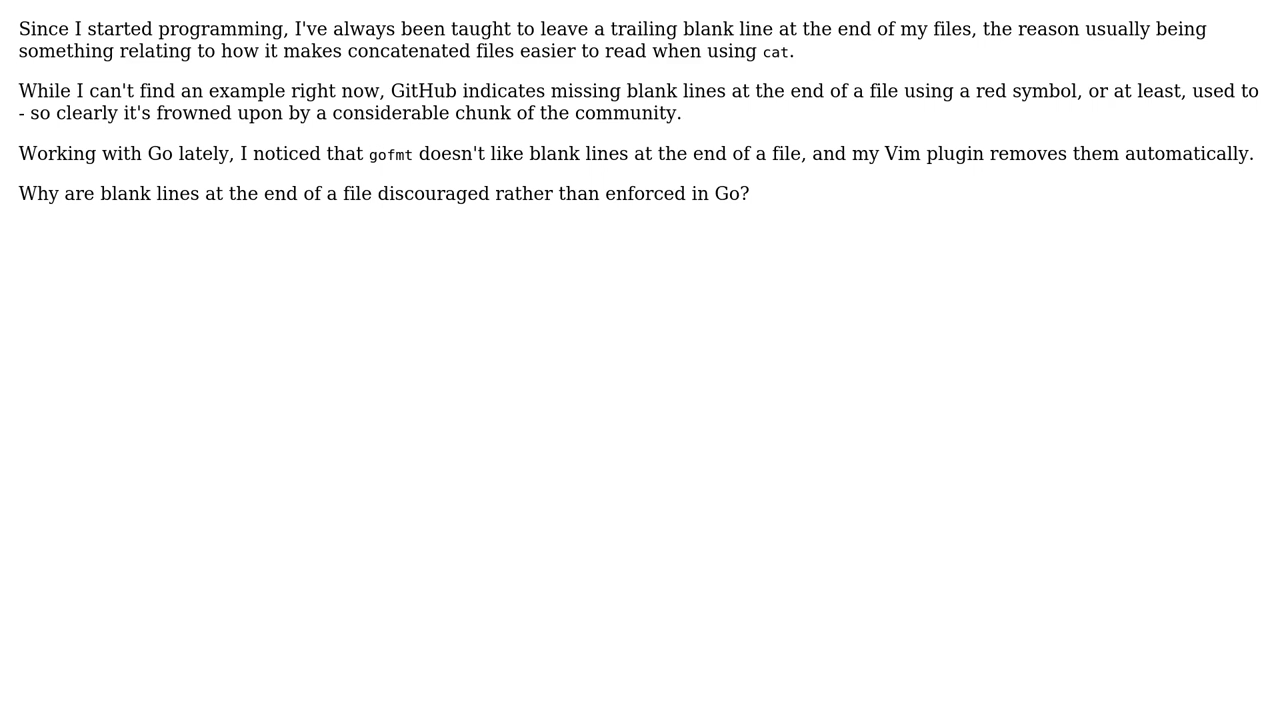 Since I started programming, I've always been taught to leave a trailing blank line at the end of my files, the reason usually being
something relating to how it makes concatenated files easier to read when using cat.
While I can't find an example right now, GitHub indicates missing blank lines at the end of a file using a red symbol, or at least, used to
- so clearly it's frowned upon by a considerable chunk of the community.
Working with Go lately, I noticed that gofmt doesn't like blank lines at the end of a file, and my Vim plugin removes them automatically.
Why are blank lines at the end of a file discouraged rather than enforced in Go?